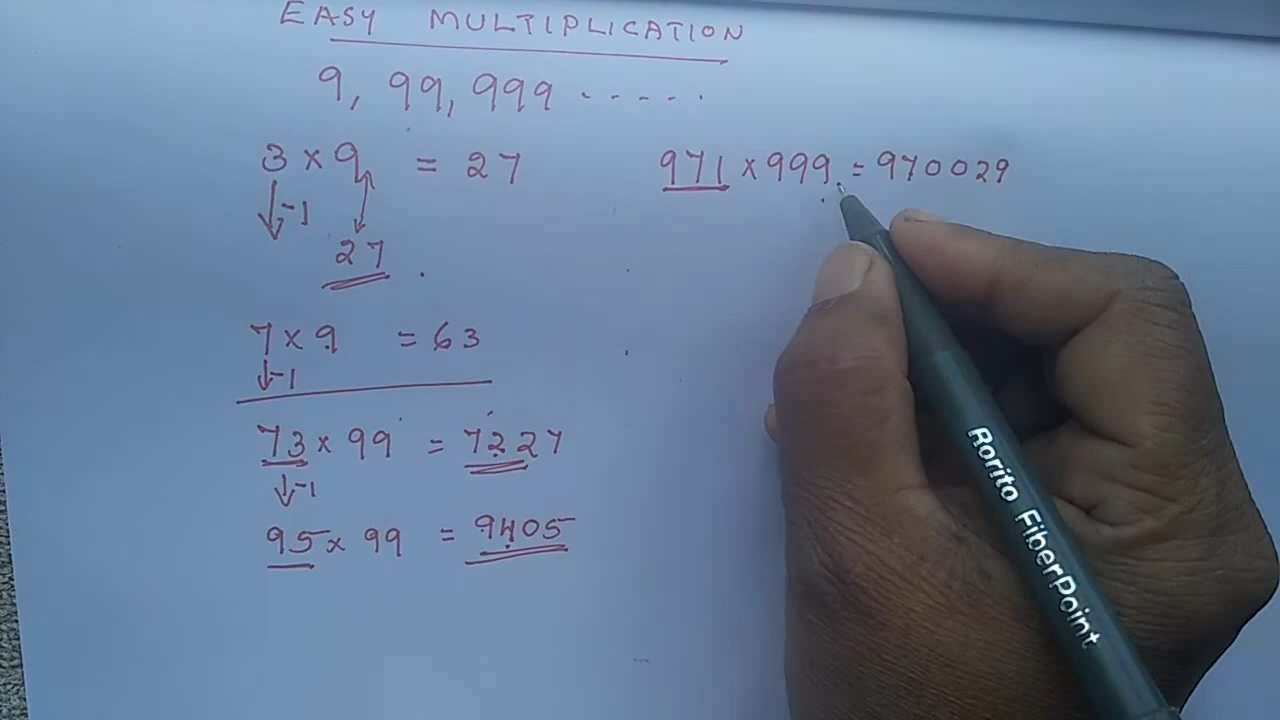 EASY MULTIPLICATION
9, 99, 999 - - - - -
3 x 9 = 27
-1
27
7 x 9 = 63
-1
73 x 99 = 7227
-1
95 x 99 = 9405
971 x 999 = 970029
Rorito FiberPoint